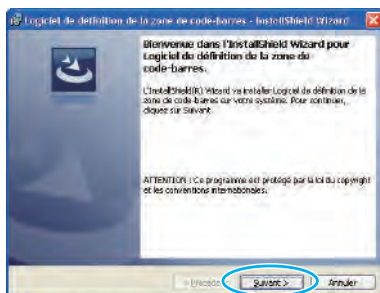 Logiciel de définition de la zone de code-barres - InstallShield Wizard
Bienvenue dans l'InstallShield Wizard pour
Logiciel de définition de la zone de
code-barres.
L'InstallShield(R) Wizard va installer Logiciel de définition de la
zone de code-barres sur votre système. Pour continuer,
cliquez sur Suivant.
ATTENTION : Ce programme est protégé par la loi du copyright
et les conventions internationales.
< Précédent
Suivant >
Annuler